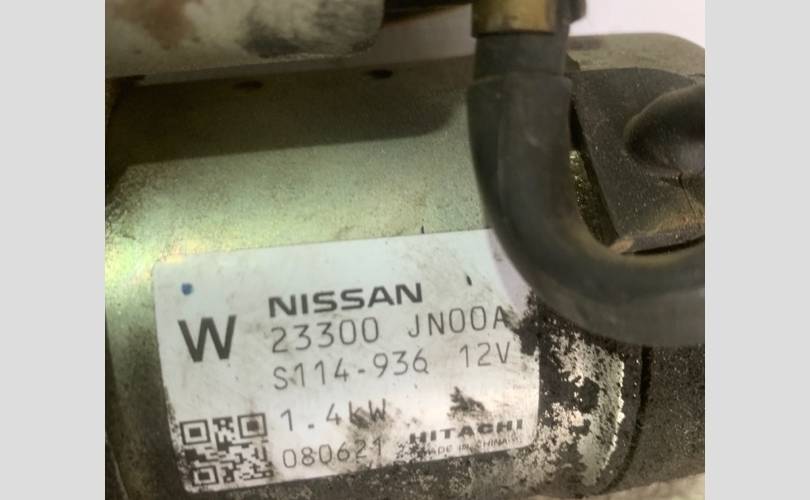 NISSAN
W
23300 JN00A
S114-936 12V
1.4kW
080621
HITACHI
MADE IN CHINA